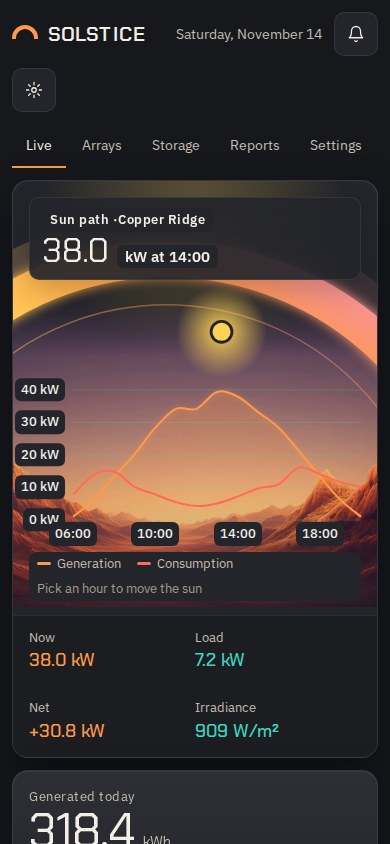 SOLSTICE
Saturday, November 14
Live Arrays Storage Reports Settings
Sun path ·Copper Ridge
38.0 kW at 14:00
40 kW
30 kW
20 kW
10 kW
0 kW
06:00 10:00 14:00 18:00
Generation Consumption
Pick an hour to move the sun
Now Load
38.0 kW 7.2 kW
Net Irradiance
+30.8 kW 909 W/m²
Generated today
318.4 kWh